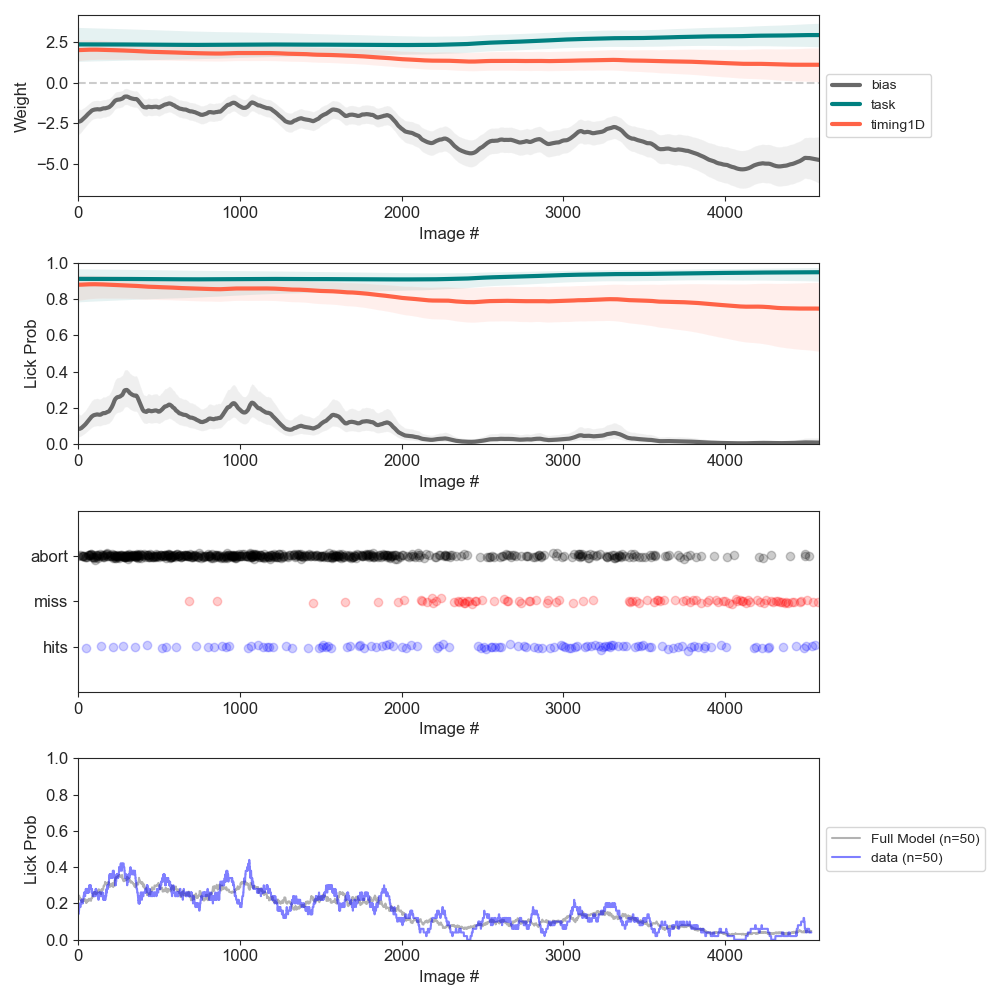 2.5
0.0
−2.5
−5.0
Weight
0 1000 2000 3000 4000
Image #
bias
task
timing1D
1.0
0.8
0.6
0.4
0.2
0.0
Lick Prob
0 1000 2000 3000 4000
Image #
abort
miss
hits
0 1000 2000 3000 4000
Image #
1.0
0.8
0.6
0.4
0.2
0.0
Lick Prob
0 1000 2000 3000 4000
Image #
Full Model (n=50)
data (n=50)